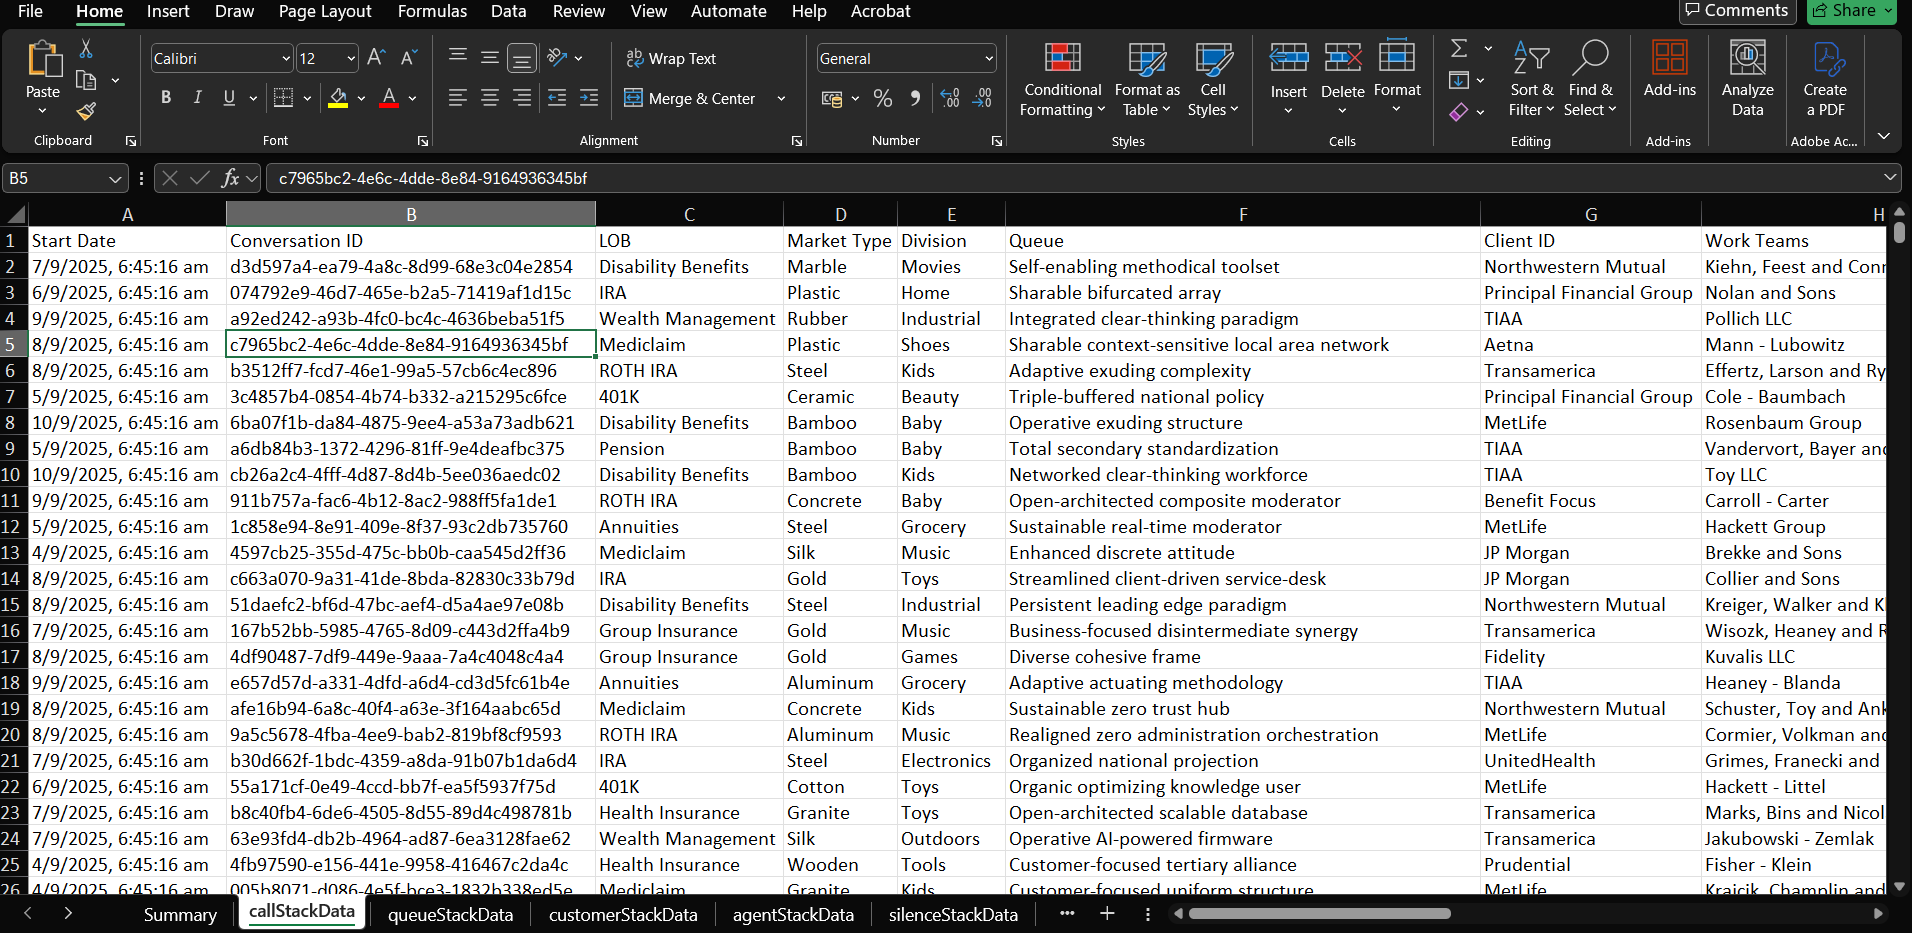 File Home Insert Draw Page Layout Formulas Data Review View Automate Help Acrobat Comments Share
Calibri 12 A A Wrap Text General Σ
Paste B I U A Merge & Center % Conditional Formatting Format as Table Cell Styles Insert Delete Format Sort & Filter Find & Select Add-ins Analyze Data Create a PDF
Clipboard Font Alignment Number Styles Cells Editing Add-ins Adobe Ac...
B5 fx c7965bc2-4e6c-4dde-8e84-9164936345bf
A B C D E F G H
1 Start Date Conversation ID LOB Market Type Division Queue Client ID Work Teams
2 7/9/2025, 6:45:16 am d3d597a4-ea79-4a8c-8d99-68e3c04e2854 Disability Benefits Marble Movies Self-enabling methodical toolset Northwestern Mutual Kiehn, Feest and Conr
3 6/9/2025, 6:45:16 am 074792e9-46d7-465e-b2a5-71419af1d15c IRA Plastic Home Sharable bifurcated array Principal Financial Group Nolan and Sons
4 9/9/2025, 6:45:16 am a92ed242-a93b-4fc0-bc4c-4636beba51f5 Wealth Management Rubber Industrial Integrated clear-thinking paradigm TIAA Pollich LLC
5 8/9/2025, 6:45:16 am c7965bc2-4e6c-4dde-8e84-9164936345bf Mediclaim Plastic Shoes Sharable context-sensitive local area network Aetna Mann - Lubowitz
6 8/9/2025, 6:45:16 am b3512ff7-fcd7-46e1-99a5-57cb6c4ec896 ROTH IRA Steel Kids Adaptive exuding complexity Transamerica Effertz, Larson and Ry
7 5/9/2025, 6:45:16 am 3c4857b4-0854-4b74-b332-a215295c6fce 401K Ceramic Beauty Triple-buffered national policy Principal Financial Group Cole - Baumbach
8 10/9/2025, 6:45:16 am 6ba07f1b-da84-4875-9ee4-a53a73adb621 Disability Benefits Bamboo Baby Operative exuding structure MetLife Rosenbaum Group
9 5/9/2025, 6:45:16 am a6db84b3-1372-4296-81ff-9e4deafbc375 Pension Bamboo Baby Total secondary standardization TIAA Vandervort, Bayer and
10 10/9/2025, 6:45:16 am cb26a2c4-4fff-4d87-8d4b-5ee036aedc02 Disability Benefits Bamboo Kids Networked clear-thinking workforce TIAA Toy LLC
11 9/9/2025, 6:45:16 am 911b757a-fac6-4b12-8ac2-988ff5fa1de1 ROTH IRA Concrete Baby Open-architected composite moderator Benefit Focus Carroll - Carter
12 5/9/2025, 6:45:16 am 1c858e94-8e91-409e-8f37-93c2db735760 Annuities Steel Grocery Sustainable real-time moderator MetLife Hackett Group
13 4/9/2025, 6:45:16 am 4597cb25-355d-475c-bb0b-caa545d2ff36 Mediclaim Silk Music Enhanced discrete attitude JP Morgan Brekke and Sons
14 8/9/2025, 6:45:16 am c663a070-9a31-41de-8bda-82830c33b79d IRA Gold Toys Streamlined client-driven service-desk JP Morgan Collier and Sons
15 8/9/2025, 6:45:16 am 51daefc2-bf6d-47bc-aef4-d5a4ae97e08b Disability Benefits Steel Industrial Persistent leading edge paradigm Northwestern Mutual Kreiger, Walker and K
16 7/9/2025, 6:45:16 am 167b52bb-5985-4765-8d09-c443d2ffa4b9 Group Insurance Gold Music Business-focused disintermediate synergy Transamerica Wisozk, Heaney and R
17 8/9/2025, 6:45:16 am 4df90487-7df9-449e-9aaa-7a4c4048c4a4 Group Insurance Gold Games Diverse cohesive frame Fidelity Kuvalis LLC
18 9/9/2025, 6:45:16 am e657d57d-a331-4dfd-a6d4-cd3d5fc61b4e Annuities Aluminum Grocery Adaptive actuating methodology TIAA Heaney - Blanda
19 8/9/2025, 6:45:16 am afe16b94-6a8c-40f4-a63e-3f164aabc65d Mediclaim Concrete Kids Sustainable zero trust hub Northwestern Mutual Schuster, Toy and Ank
20 8/9/2025, 6:45:16 am 9a5c5678-4fba-4ee9-bab2-819bf8cf9593 ROTH IRA Aluminum Music Realigned zero administration orchestration MetLife Cormier, Volkman and
21 7/9/2025, 6:45:16 am b30d662f-1bdc-4359-a8da-91b07b1da6d4 IRA Steel Electronics Organized national projection UnitedHealth Grimes, Franecki and
22 6/9/2025, 6:45:16 am 55a171cf-0e49-4ccd-bb7f-ea5f5937f75d 401K Cotton Toys Organic optimizing knowledge user MetLife Hackett - Littel
23 7/9/2025, 6:45:16 am b8c40fb4-6de6-4505-8d55-89d4c498781b Health Insurance Granite Toys Open-architected scalable database Transamerica Marks, Bins and Nicol
24 7/9/2025, 6:45:16 am 63e93fd4-db2b-4964-ad87-6ea3128fae62 Wealth Management Silk Outdoors Operative AI-powered firmware Transamerica Jakubowski - Zemlak
25 4/9/2025, 6:45:16 am 4fb97590-e156-441e-9958-416467c2da4c Health Insurance Wooden Tools Customer-focused tertiary alliance Prudential Fisher - Klein
26 4/9/2025, 6:45:16 am 005b8071-d086-4e5f-bce3-1832b338ed5e Mediclaim Granite Kids Customer-focused uniform structure MetLife Krajcik, Champlin and
Summary callStackData queueStackData customerStackData agentStackData silenceStackData ...